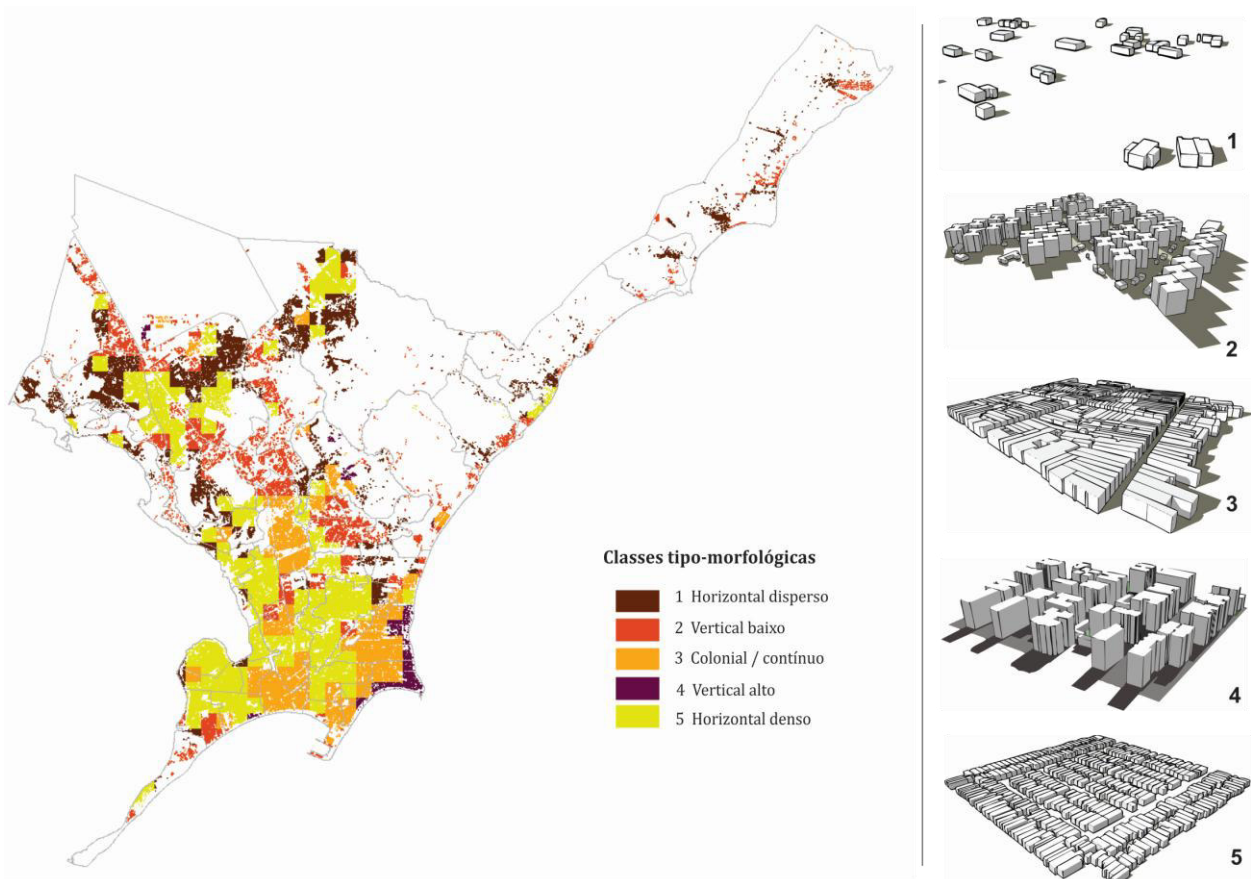 Classes tipo-morfológicas
1 Horizontal disperso
2 Vertical baixo
3 Colonial / contínuo
4 Vertical alto
5 Horizontal denso
1
2
3
4
5